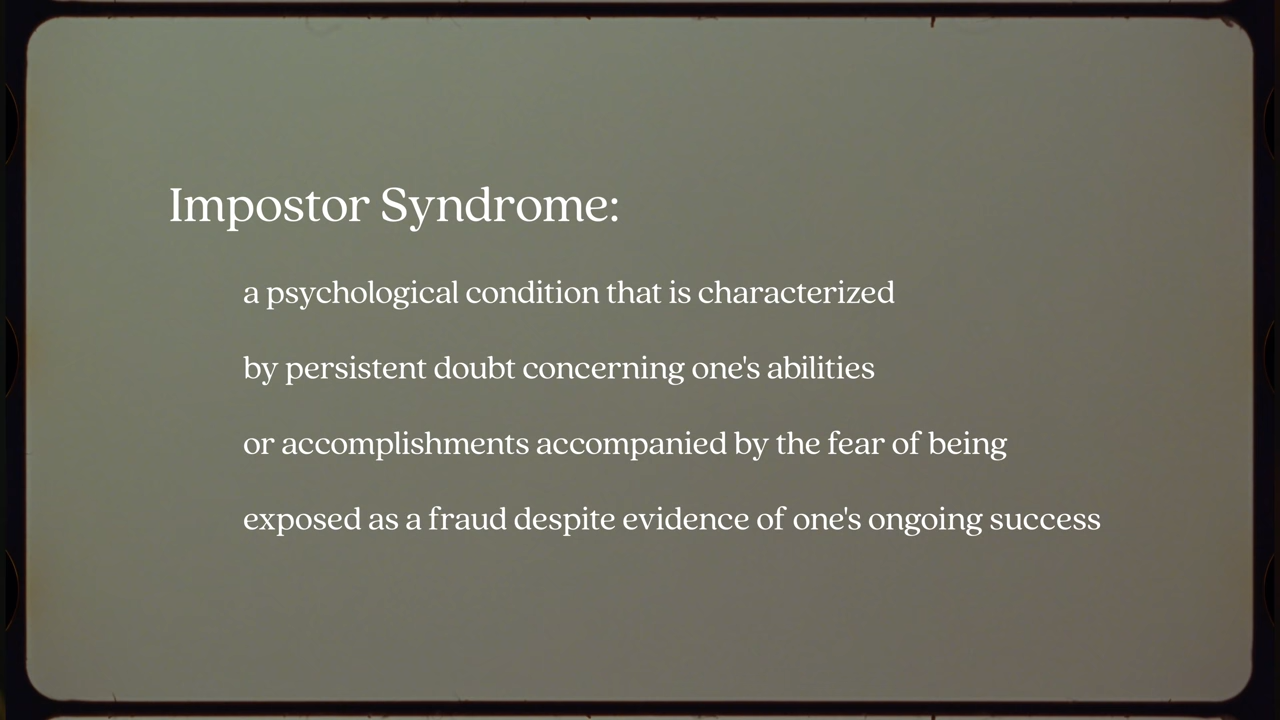 Impostor Syndrome:
a psychological condition that is characterized
by persistent doubt concerning one's abilities
or accomplishments accompanied by the fear of being
exposed as a fraud despite evidence of one's ongoing success